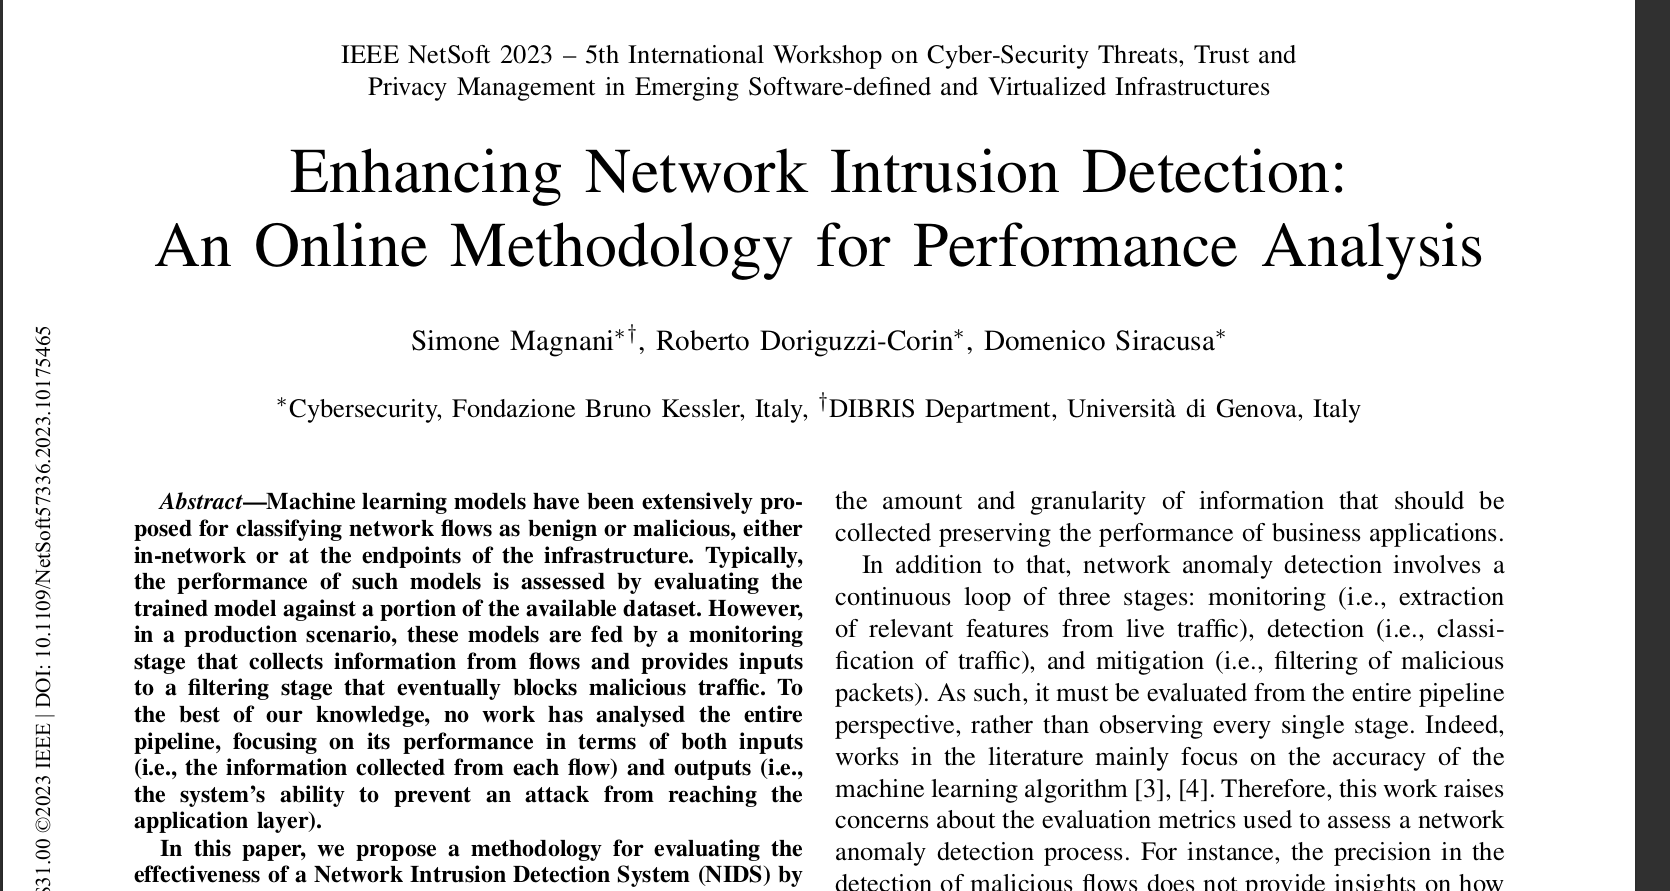 IEEE NetSoft 2023 – 5th International Workshop on Cyber-Security Threats, Trust and
Privacy Management in Emerging Software-defined and Virtualized Infrastructures
Enhancing Network Intrusion Detection:
An Online Methodology for Performance Analysis
Simone Magnani*†, Roberto Doriguzzi-Corin*, Domenico Siracusa*
*Cybersecurity, Fondazione Bruno Kessler, Italy, †DIBRIS Department, Università di Genova, Italy
Abstract—Machine learning models have been extensively pro-
posed for classifying network flows as benign or malicious, either
in-network or at the endpoints of the infrastructure. Typically,
the performance of such models is assessed by evaluating the
trained model against a portion of the available dataset. However,
in a production scenario, these models are fed by a monitoring
stage that collects information from flows and provides inputs
to a filtering stage that eventually blocks malicious traffic. To
the best of our knowledge, no work has analysed the entire
pipeline, focusing on its performance in terms of both inputs
(i.e., the information collected from each flow) and outputs (i.e.,
the system's ability to prevent an attack from reaching the
application layer).
In this paper, we propose a methodology for evaluating the
effectiveness of a Network Intrusion Detection System (NIDS) by
the amount and granularity of information that should be
collected preserving the performance of business applications.
In addition to that, network anomaly detection involves a
continuous loop of three stages: monitoring (i.e., extraction
of relevant features from live traffic), detection (i.e., classi-
fication of traffic), and mitigation (i.e., filtering of malicious
packets). As such, it must be evaluated from the entire pipeline
perspective, rather than observing every single stage. Indeed,
works in the literature mainly focus on the accuracy of the
machine learning algorithm [3], [4]. Therefore, this work raises
concerns about the evaluation metrics used to assess a network
anomaly detection process. For instance, the precision in the
detection of malicious flows does not provide insights on how
$31.00 ©2023 IEEE | DOI: 10.1109/NetSoft57336.2023.10175465